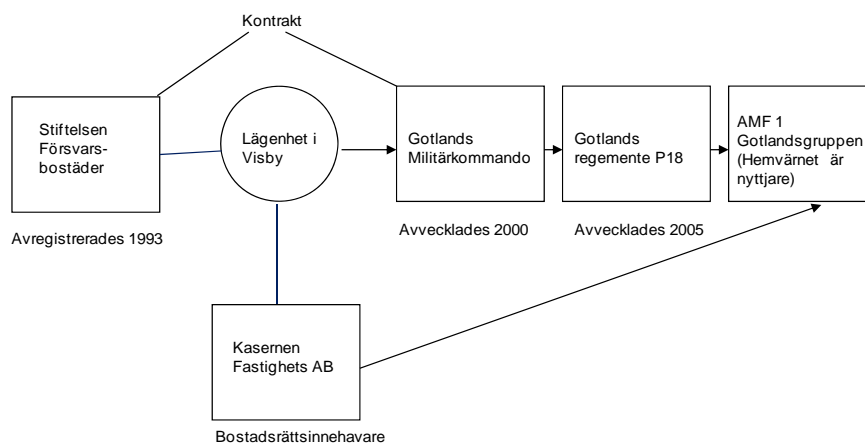 Kontrakt
Stiftelsen
Försvars-
bostäder
Lägenhet i
Visby
Gotlands
Militärkommando
Gotlands
regemente P18
AMF 1
Gotlandsgruppen
(Hemvärnet är
nyttjare)
Avregistrerades 1993
Avvecklades 2000
Avvecklades 2005
Kasernen
Fastighets AB
Bostadsrättsinnehavare